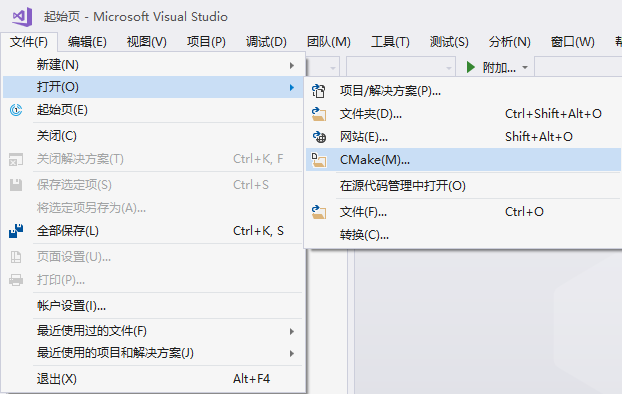 起始页 - Microsoft Visual Studio
文件(F) 编辑(E) 视图(V) 项目(P) 调试(D) 团队(M) 工具(T) 测试(S) 分析(N) 窗口(W)
新建(N)
打开(O)
起始页(E)
关闭(C)
关闭解决方案(T) Ctrl+K, F
保存选定项(S) Ctrl+S
将选定项另存为(A)...
全部保存(L) Ctrl+K, S
页面设置(U)...
打印(P)...
帐户设置(I)...
最近使用过的文件(F)
最近使用的项目和解决方案(J)
退出(X) Alt+F4
附加...
项目/解决方案(P)...
文件夹(D)... Ctrl+Shift+Alt+O
网站(E)... Shift+Alt+O
CMake(M)...
在源代码管理中打开(O)
文件(F)... Ctrl+O
转换(C)...